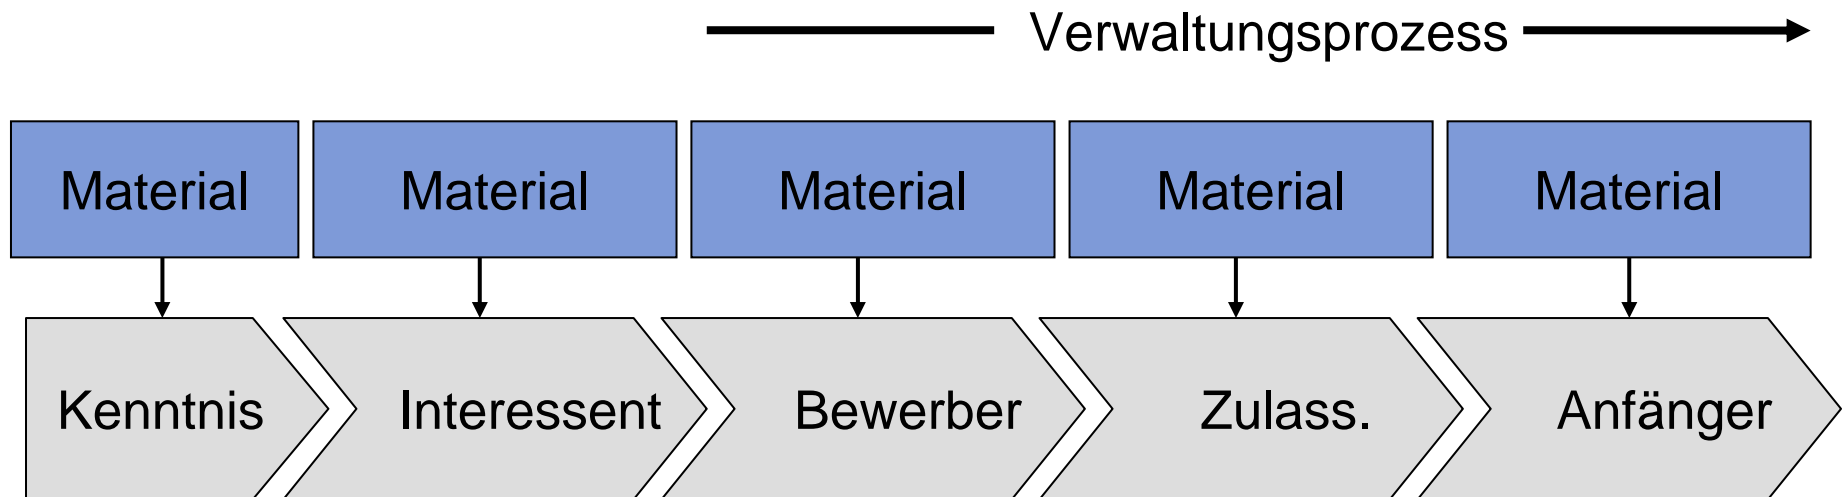 Verwaltungsprozess
Material Material Material Material Material
Kenntnis Interessent Bewerber Zulass. Anfänger